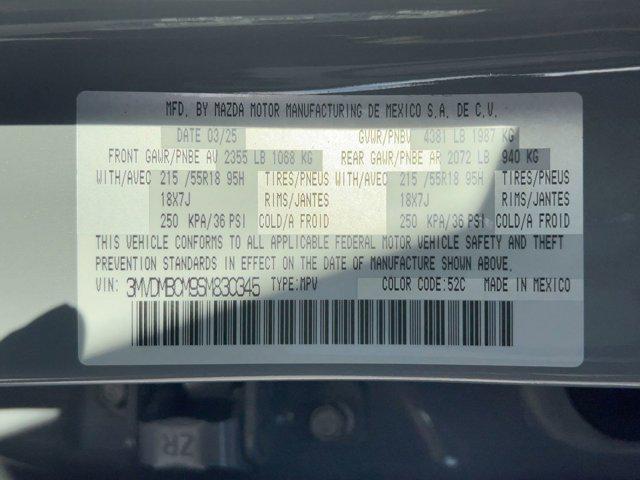 MFD. BY MAZDA MOTOR MANUFACTURING DE MEXICO S.A. DE C.V.
DATE 03/25 GVWR/PNBV 4381 LB 1987 KG
FRONT GAWR/PNBE AV 2355 LB 1068 KG REAR GAWR/PNBE AR 2072 LB 940 KG
WITH/AVEC 215 /55R18 95H TIRES/PNEUS WITH/AVEC 215 /55R18 95H TIRES/PNEUS
18X7J RIMS/JANTES 18X7J RIMS/JANTES
250 KPA/36 PSI COLD/A FROID 250 KPA/36 PSI COLD/A FROID
THIS VEHICLE CONFORMS TO ALL APPLICABLE FEDERAL MOTOR VEHICLE SAFETY AND THEFT
PREVENTION STANDARDS IN EFFECT ON THE DATE OF MANUFACTURE SHOWN ABOVE.
VIN: 3MVDMBCM9SM830345 TYPE:MPV COLOR CODE:52C MADE IN MEXICO
ZR